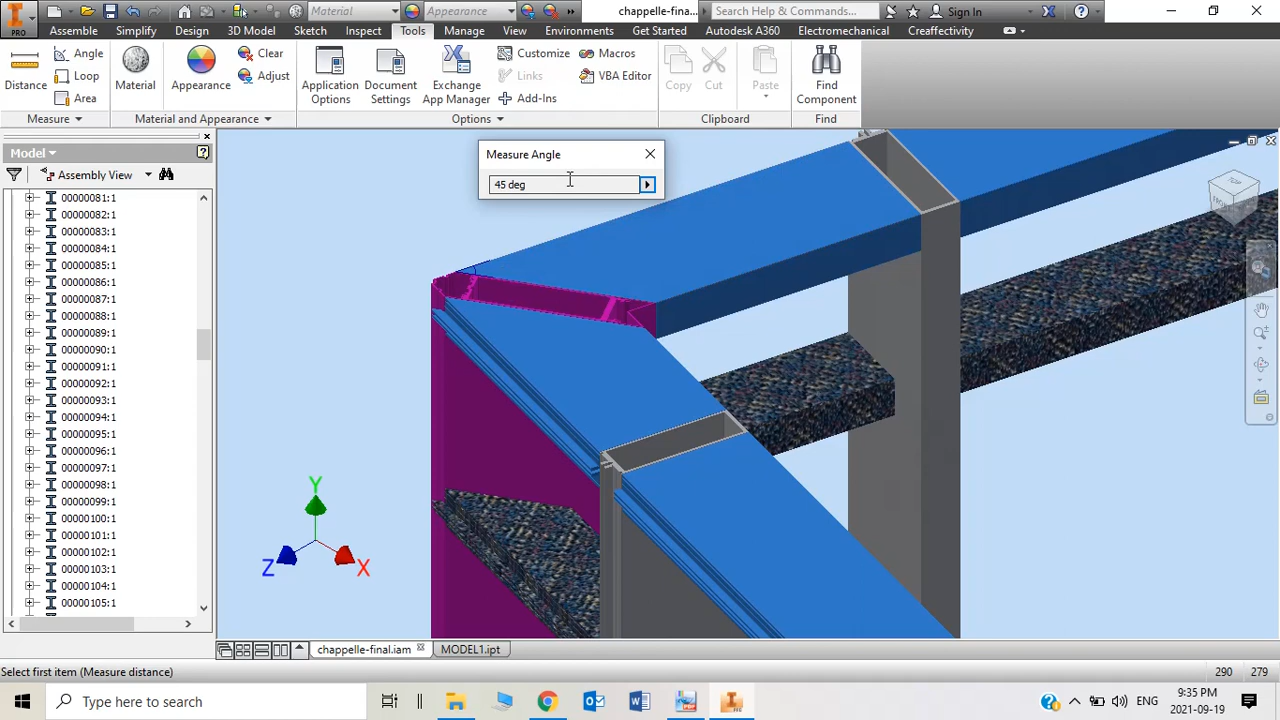 PRO
Material
Appearance
chappelle-final....
Search Help & Commands...
Sign In
Assemble Simplify Design 3D Model Sketch Inspect Tools Manage View Environments Get Started Autodesk A360 Electromechanical Creaffectivity
Distance
Angle
Loop
Area
Measure
Material
Appearance
Clear
Adjust
Material and Appearance
Application Options
Document Settings
Exchange App Manager
Customize
Links
Add-Ins
Macros
VBA Editor
Options
Copy
Cut
Paste
Clipboard
Find Component
Find
Model
Assembly View
00000081:1
00000082:1
00000083:1
00000084:1
00000085:1
00000086:1
00000087:1
00000088:1
00000089:1
00000090:1
00000091:1
00000092:1
00000093:1
00000094:1
00000095:1
00000096:1
00000097:1
00000098:1
00000099:1
00000100:1
00000101:1
00000102:1
00000103:1
00000104:1
00000105:1
Measure Angle
45 deg
TOP
FRONT
Y
Z
X
chappelle-final.iam
MODEL1.ipt
Select first item (Measure distance)
290 279
Type here to search
ENG
9:35 PM
2021-09-19